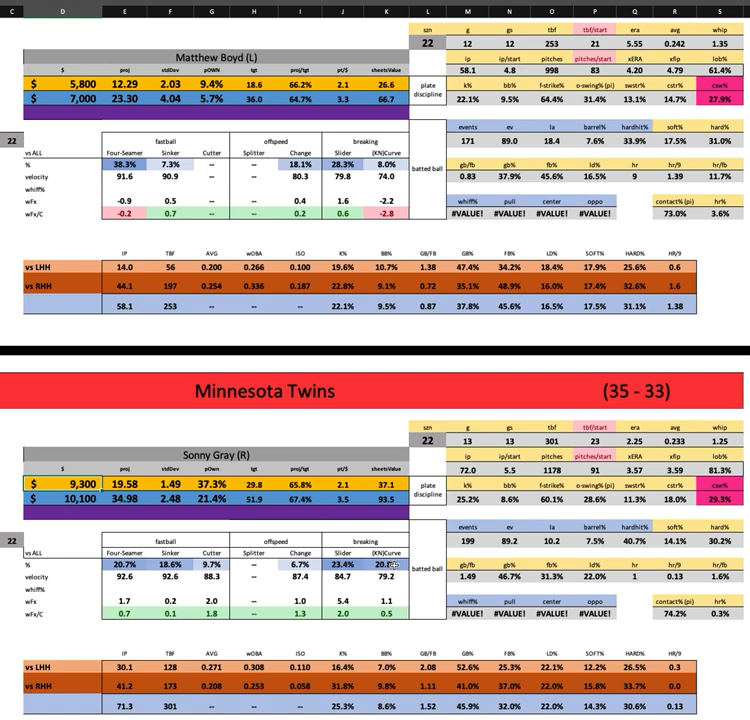 C D E F G H I J K L M N O P Q R S
szn g gs tbf tbf/start era avg whip
22 12 12 253 21 5.55 0.242 1.35
Matthew Boyd (L) ip ip/start pitches pitches/start xERA xfip lob%
58.1 4.8 998 83 4.20 4.79 61.4%
$ proj stdDev pOWN tgt proj/tgt pt/$ sheetsValue
$ 5,800 12.29 2.03 9.4% 18.6 66.2% 2.1 26.6 plate discipline k% bb% f-strike% o-swing% (pi) swstr% cstr% csw%
$ 7,000 23.30 4.04 5.7% 36.0 64.7% 3.3 66.7 22.1% 9.5% 64.4% 31.4% 13.1% 14.7% 27.9%
events ev la barrel% hardhit% soft% hard%
22 fastball offspeed breaking 171 89.0 18.4 7.6% 33.9% 17.5% 31.0%
vs ALL Four-Seamer Sinker Cutter Splitter Change Slider (KN)Curve
% 38.3% 7.3% -- -- 18.1% 28.3% 8.0% batted ball gb/fb gb% fb% ld% hr hr/9 hr/fb
velocity 91.6 90.9 -- -- 80.3 79.8 74.0 0.83 37.9% 45.6% 16.5% 9 1.39 11.7%
whiff%
wFx -0.9 0.5 -- -- 0.4 1.6 -2.2 whiff% pull center oppo contact% (pi) hr%
wFx/C -0.2 0.7 -- -- 0.2 0.6 -2.8 #VALUE! #VALUE! #VALUE! #VALUE! 73.0% 3.6%
IP TBF AVG wOBA ISO K% BB% GB/FB GB% FB% LD% SOFT% HARD% HR/9
vs LHH 14.0 56 0.200 0.266 0.100 19.6% 10.7% 1.38 47.4% 34.2% 18.4% 17.9% 25.6% 0.6
vs RHH 44.1 197 0.254 0.336 0.187 22.8% 9.1% 0.72 35.1% 48.9% 16.0% 17.4% 32.6% 1.6
58.1 253 -- -- -- 22.1% 9.5% 0.87 37.8% 45.6% 16.5% 17.5% 31.1% 1.38
Minnesota Twins (35 - 33)
szn g gs tbf tbf/start era avg whip
22 13 13 301 23 2.25 0.233 1.25
Sonny Gray (R) ip ip/start pitches pitches/start xERA xfip lob%
72.0 5.5 1178 91 3.57 3.59 81.3%
$ proj stdDev pOwn tgt proj/tgt pt/$ sheetsValue
$ 9,300 19.58 1.49 37.3% 29.8 65.8% 2.1 37.1 plate discipline k% bb% f-strike% o-swing% (pi) swstr% cstr% csw%
$ 10,100 34.98 2.48 21.4% 51.9 67.4% 3.5 93.5 25.2% 8.6% 60.1% 28.6% 11.3% 18.0% 29.3%
events ev la barrel% hardhit% soft% hard%
22 fastball offspeed breaking 199 89.2 10.2 7.5% 40.7% 14.1% 30.2%
vs ALL Four-Seamer Sinker Cutter Splitter Change Slider (KN)Curve
% 20.7% 18.6% 9.7% -- 6.7% 23.4% batted ball gb/fb gb% fb% ld% hr hr/9 hr/fb
velocity 92.6 92.6 88.3 -- 87.4 84.7 79.2 1.49 46.7% 31.3% 22.0% 1 0.13 1.6%
whiff%
wFx 1.7 0.2 2.0 -- 1.0 5.4 1.1 whiff% pull center oppo contact% (pi) hr%
wFx/C 0.7 0.1 1.8 -- 1.3 2.0 0.5 #VALUE! #VALUE! #VALUE! #VALUE! 74.2% 0.3%
IP TBF AVG wOBA ISO K% BB% GB/FB GB% FB% LD% SOFT% HARD% HR/9
vs LHH 30.1 128 0.271 0.308 0.110 16.4% 7.0% 2.08 52.6% 25.3% 22.1% 12.2% 26.5% 0.3
vs RHH 41.2 173 0.208 0.253 0.058 31.8% 9.8% 1.11 41.0% 37.0% 22.0% 15.8% 33.7% 0.0
71.3 301 -- -- -- 25.3% 8.6% 1.52 45.9% 32.0% 22.0% 14.3% 30.6% 0.13